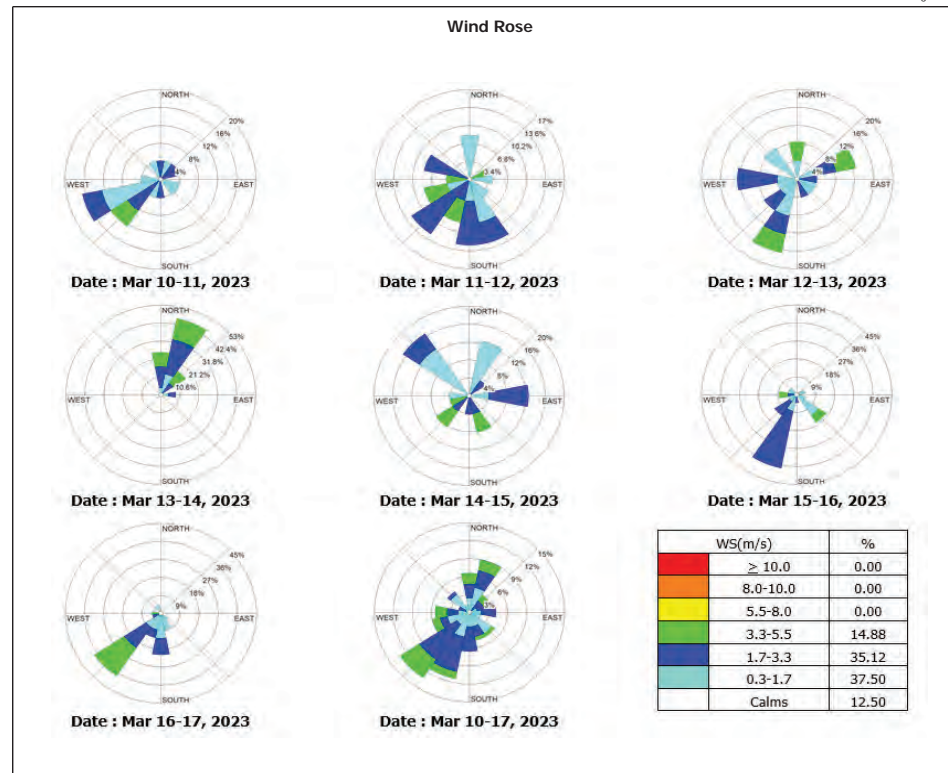 Wind Rose
NORTH
20%
16%
12%
8%
4%
WEST
EAST
SOUTH
Date : Mar 10-11, 2023
NORTH
17%
13.6%
10.2%
6.8%
3.4%
WEST
EAST
SOUTH
Date : Mar 11-12, 2023
NORTH
20%
16%
12%
8%
4%
WEST
EAST
SOUTH
Date : Mar 12-13, 2023
NORTH
53%
42.4%
31.8%
21.2%
10.6%
WEST
EAST
SOUTH
Date : Mar 13-14, 2023
NORTH
20%
16%
12%
8%
4%
WEST
EAST
SOUTH
Date : Mar 14-15, 2023
NORTH
45%
36%
27%
18%
9%
WEST
EAST
SOUTH
Date : Mar 15-16, 2023
NORTH
45%
36%
27%
18%
9%
WEST
EAST
SOUTH
Date : Mar 16-17, 2023
NORTH
15%
12%
9%
6%
3%
WEST
EAST
SOUTH
Date : Mar 10-17, 2023
WS(m/s) %
≥ 10.0 0.00
8.0-10.0 0.00
5.5-8.0 0.00
3.3-5.5 14.88
1.7-3.3 35.12
0.3-1.7 37.50
Calms 12.50